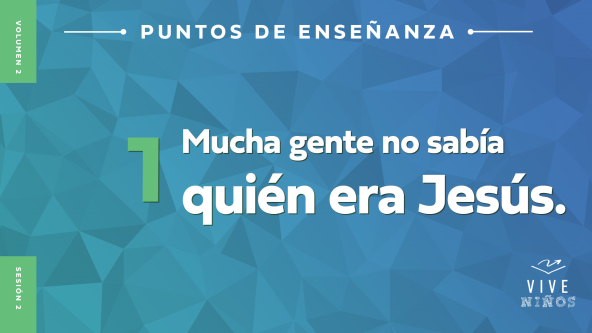 VOLUMEN 2
PUNTOS DE ENSEÑANZA
1
Mucha gente no sabía
quién era Jesús.
SESIÓN 2
VIVE
NIÑOS